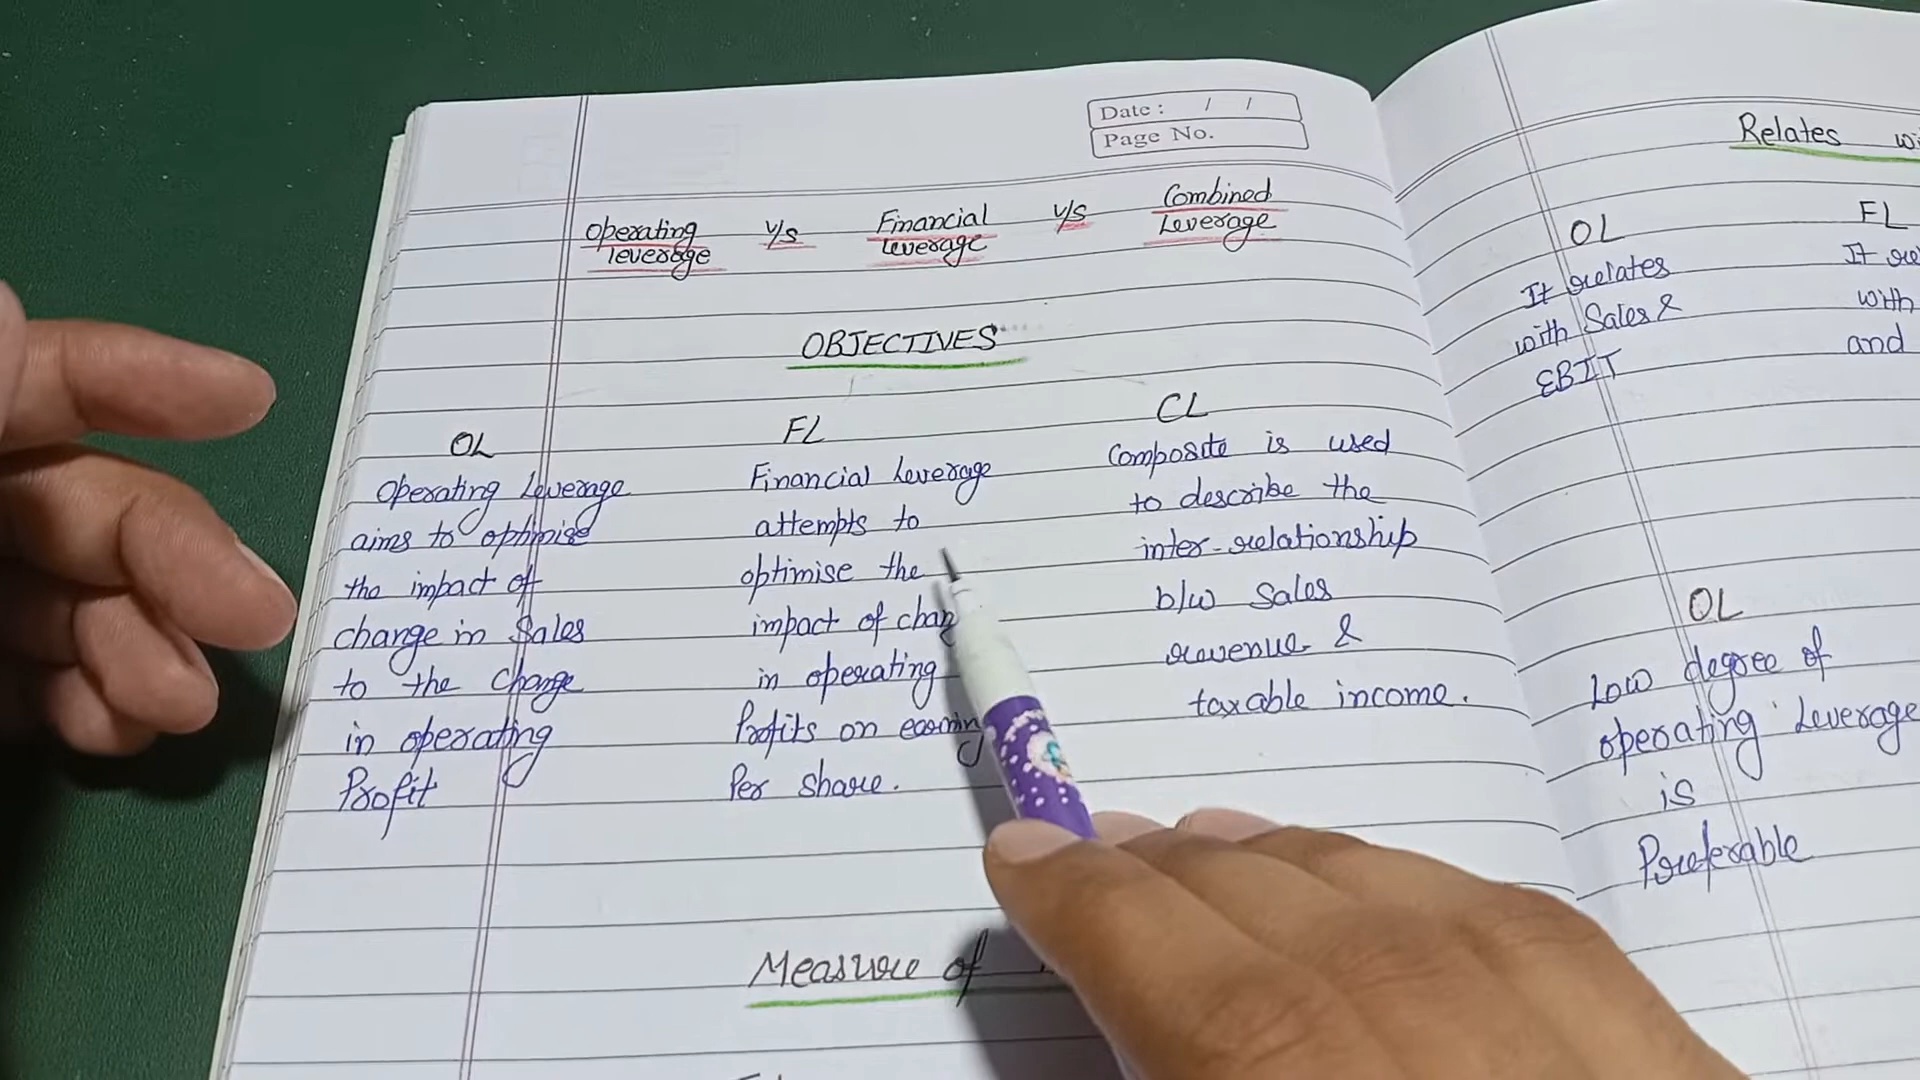 Date : / /
Page No.
Operating v/s Financial v/s Combined
leverage leverage Leverage
OBJECTIVES
OL
Operating Leverage
aims to optimise
the impact of
change in Sales
to the change
in operating
Profit
FL
Financial Leverage
attempts to
optimise the
impact of
in operating
Profits on
Per share.
CL
Composite is used
to describe the
inter-relationship
b/w Sales
revenue &
taxable income.
Measure of
Relates
OL
It relates
with Sales &
EBIT
FL
It
with
and
OL
Low degree of
operating Leverage
is
Preferable